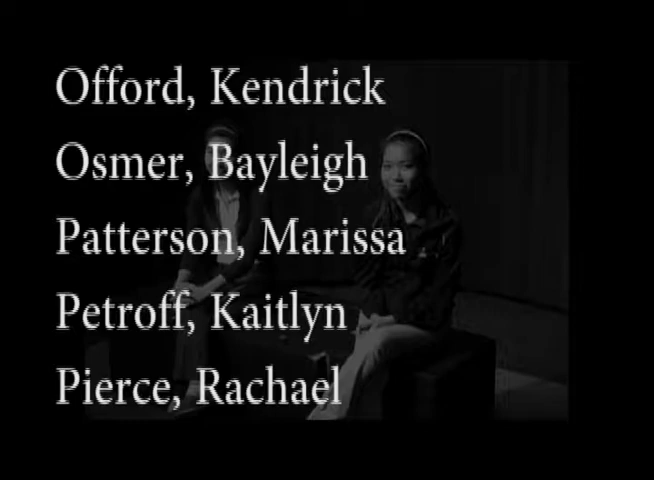 Offord, Kendrick
Osmer, Bayleigh
Patterson, Marissa
Petroff, Kaitlyn
Pierce, Rachael